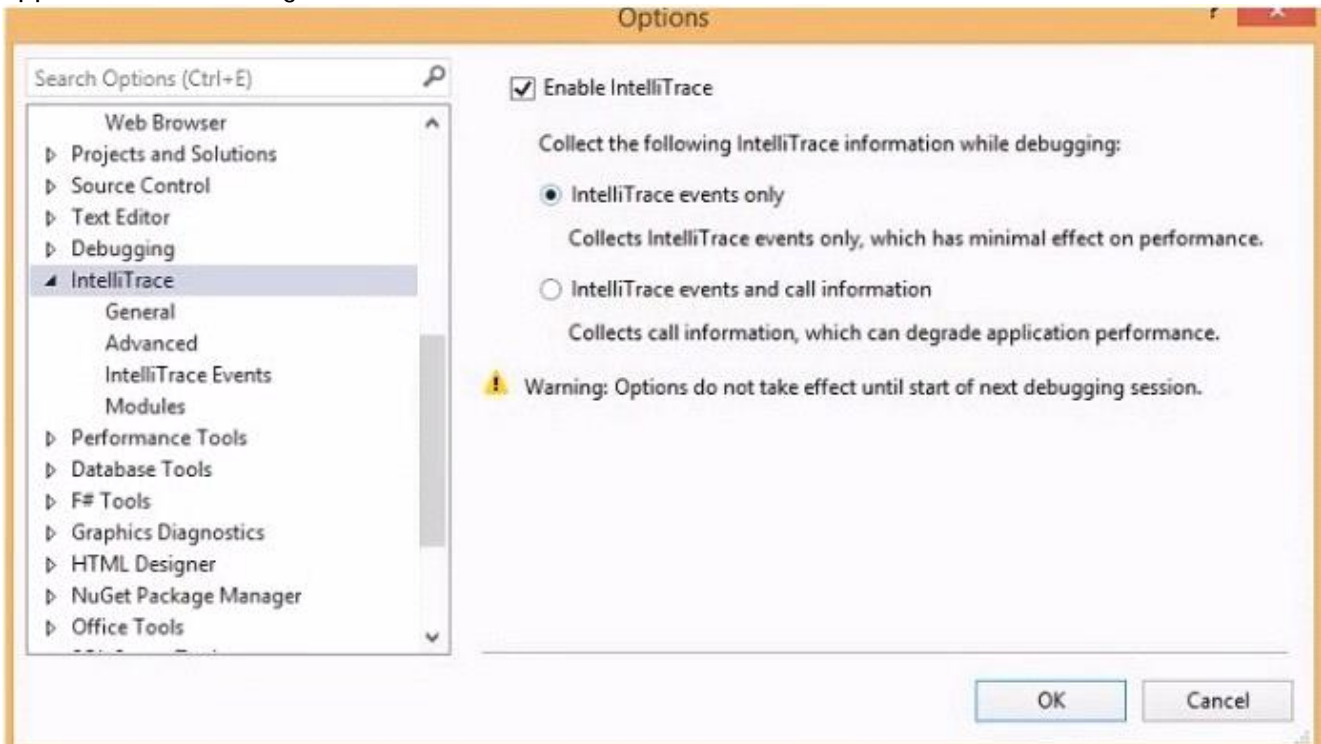 Options
?
Search Options (Ctrl+E)
Web Browser
Projects and Solutions
Source Control
Text Editor
Debugging
IntelliTrace
General
Advanced
IntelliTrace Events
Modules
Performance Tools
Database Tools
F# Tools
Graphics Diagnostics
HTML Designer
NuGet Package Manager
Office Tools
Enable IntelliTrace
Collect the following IntelliTrace information while debugging:
IntelliTrace events only
Collects IntelliTrace events only, which has minimal effect on performance.
IntelliTrace events and call information
Collects call information, which can degrade application performance.
Warning: Options do not take effect until start of next debugging session.
OK
Cancel